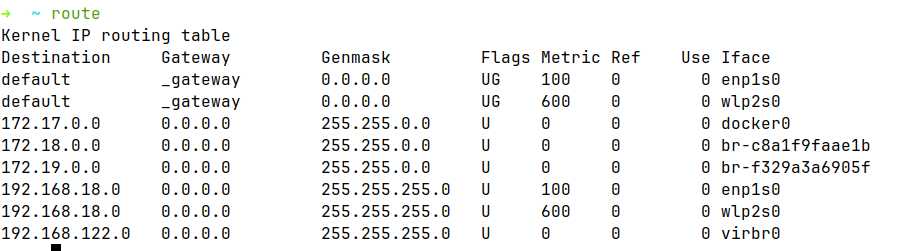 → ~ route
Kernel IP routing table
Destination     Gateway         Genmask         Flags Metric Ref    Use Iface
default         _gateway        0.0.0.0         UG    100    0        0 enp1s0
default         _gateway        0.0.0.0         UG    600    0        0 wlp2s0
172.17.0.0      0.0.0.0         255.255.0.0     U     0      0        0 docker0
172.18.0.0      0.0.0.0         255.255.0.0     U     0      0        0 br-c8a1f9faae1b
172.19.0.0      0.0.0.0         255.255.0.0     U     0      0        0 br-f329a3a6905f
192.168.18.0    0.0.0.0         255.255.255.0   U     100    0        0 enp1s0
192.168.18.0    0.0.0.0         255.255.255.0   U     600    0        0 wlp2s0
192.168.122.0   0.0.0.0         255.255.255.0   U     0      0        0 virbr0